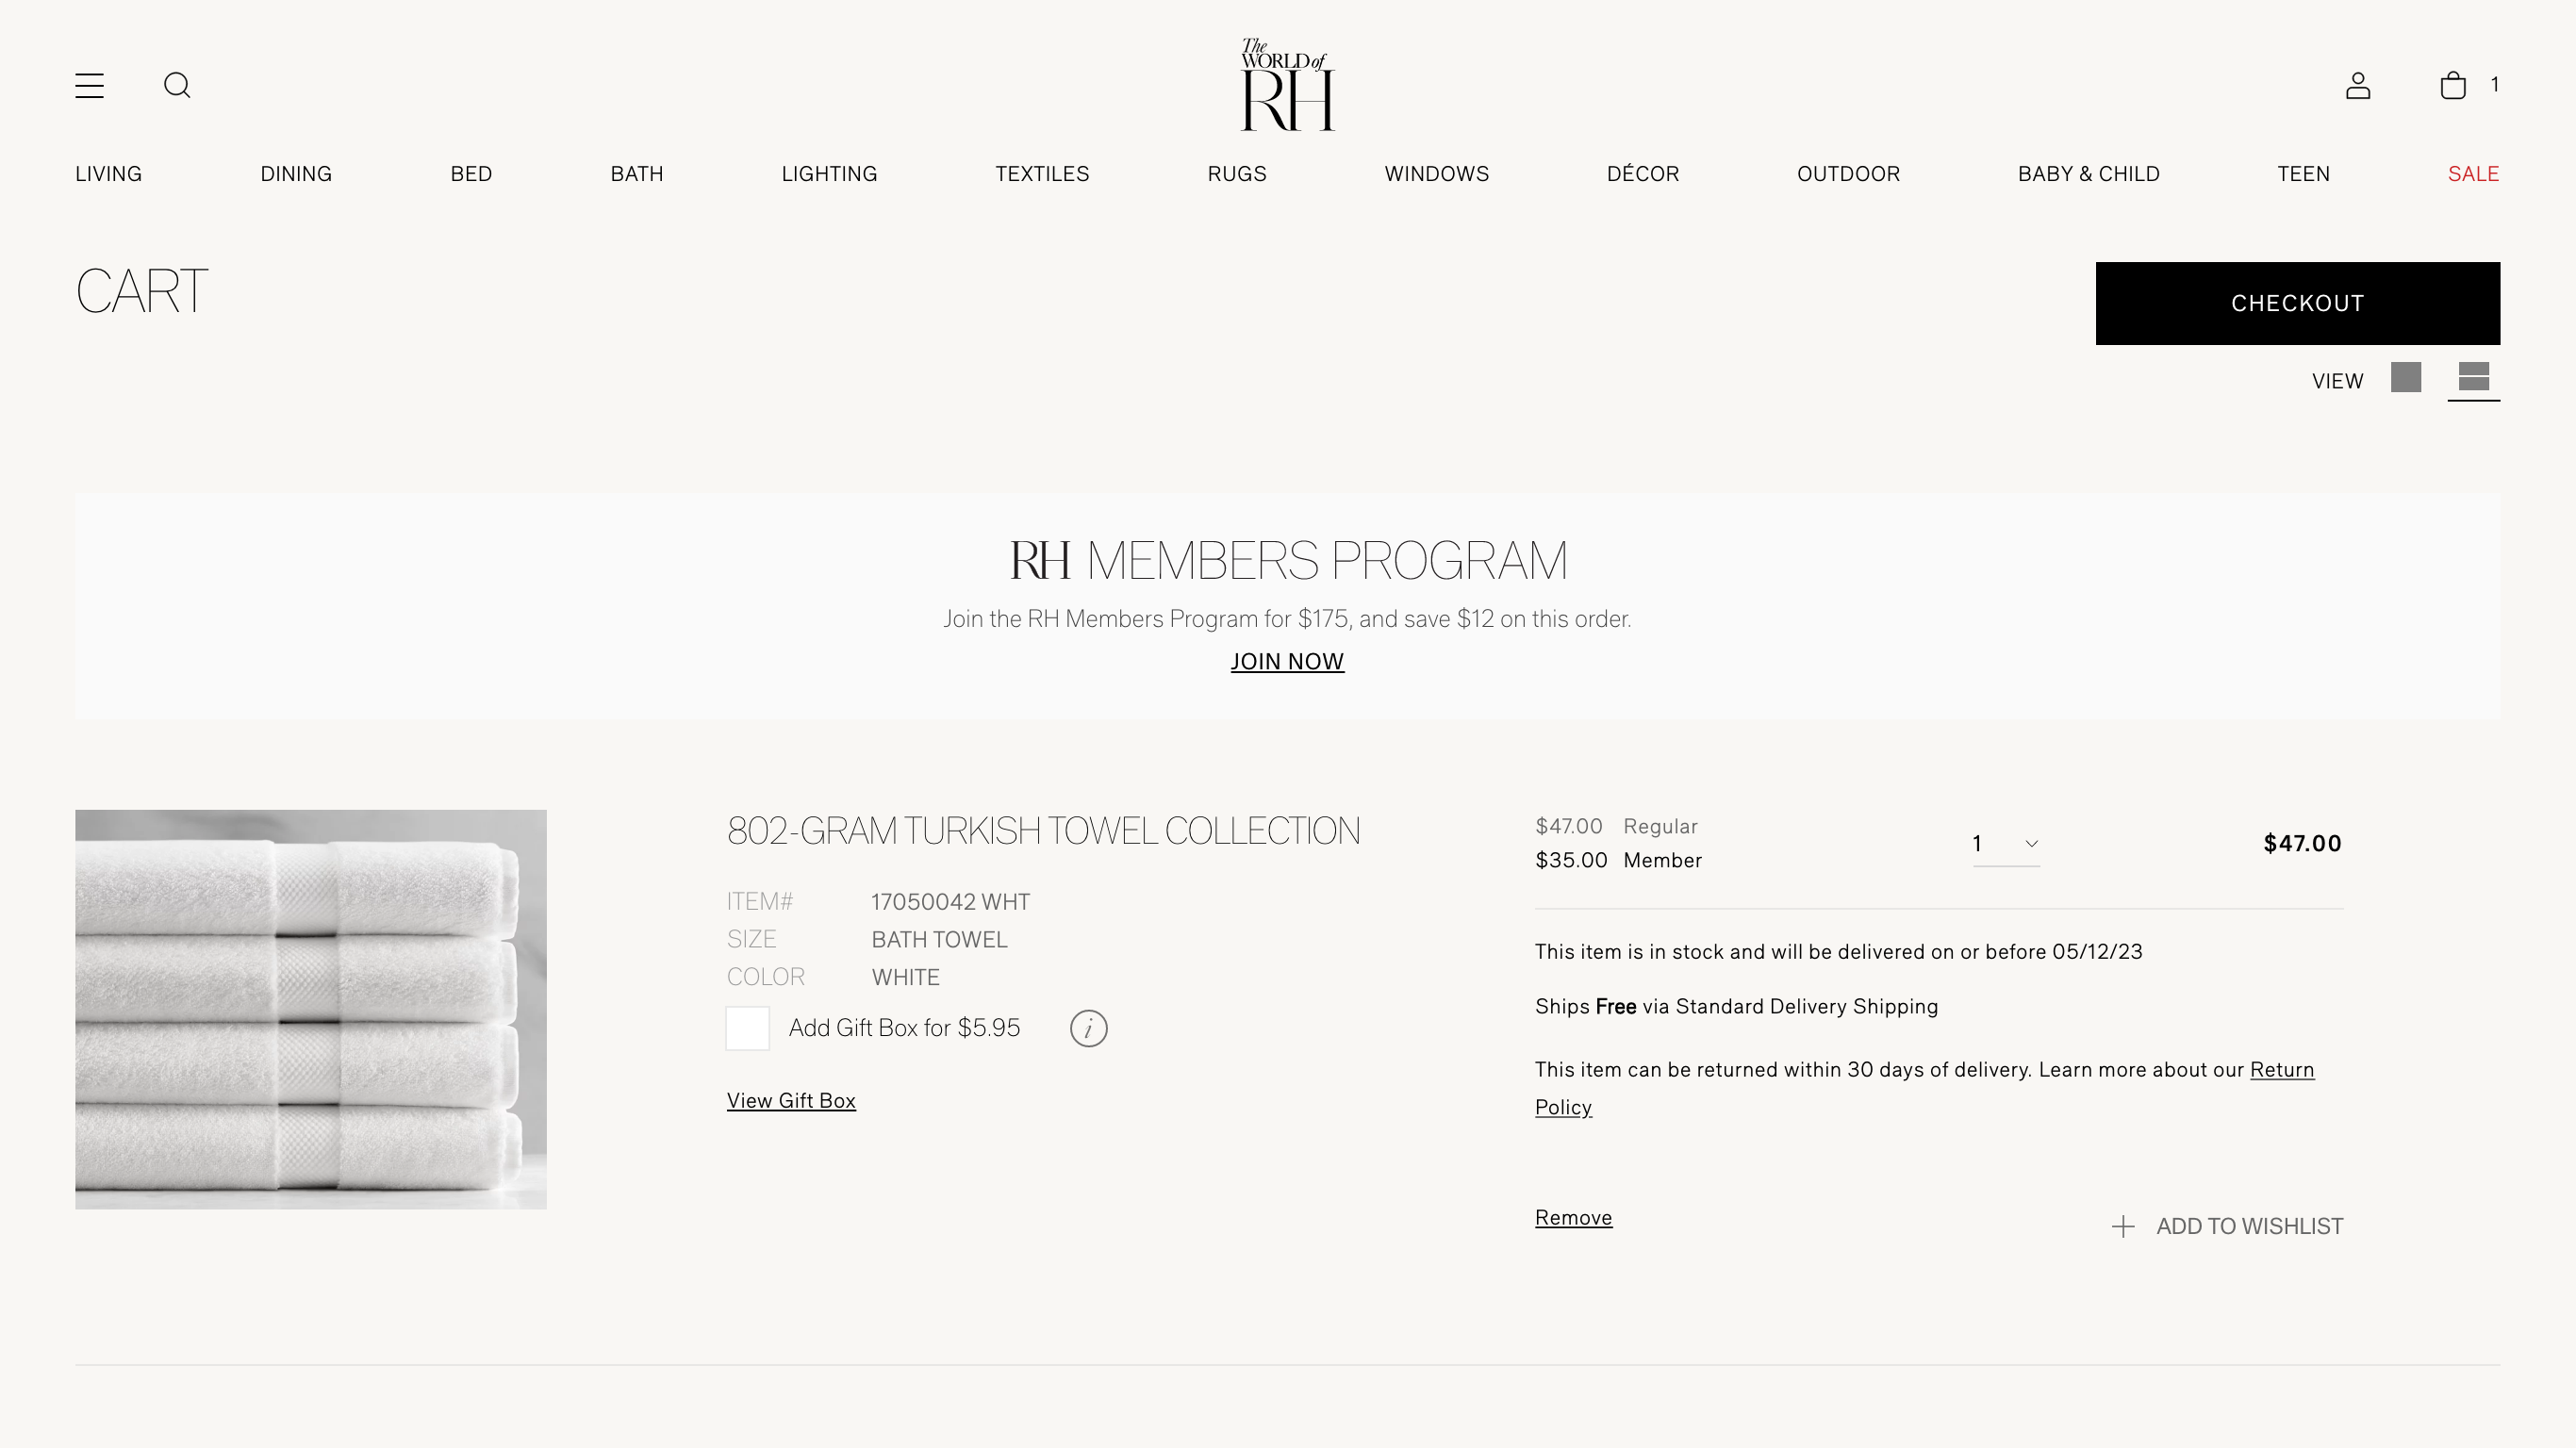 The
WORLD of
RH
1
LIVING DINING BED BATH LIGHTING TEXTILES RUGS WINDOWS DÉCOR OUTDOOR BABY & CHILD TEEN SALE
CART
CHECKOUT
VIEW
RH MEMBERS PROGRAM
Join the RH Members Program for $175, and save $12 on this order.
JOIN NOW
802-GRAM TURKISH TOWEL COLLECTION
ITEM# 17050042 WHT
SIZE BATH TOWEL
COLOR WHITE
Add Gift Box for $5.95 i
View Gift Box
$47.00 Regular
$35.00 Member
1
$47.00
This item is in stock and will be delivered on or before 05/12/23
Ships Free via Standard Delivery Shipping
This item can be returned within 30 days of delivery. Learn more about our Return
Policy
Remove
ADD TO WISHLIST